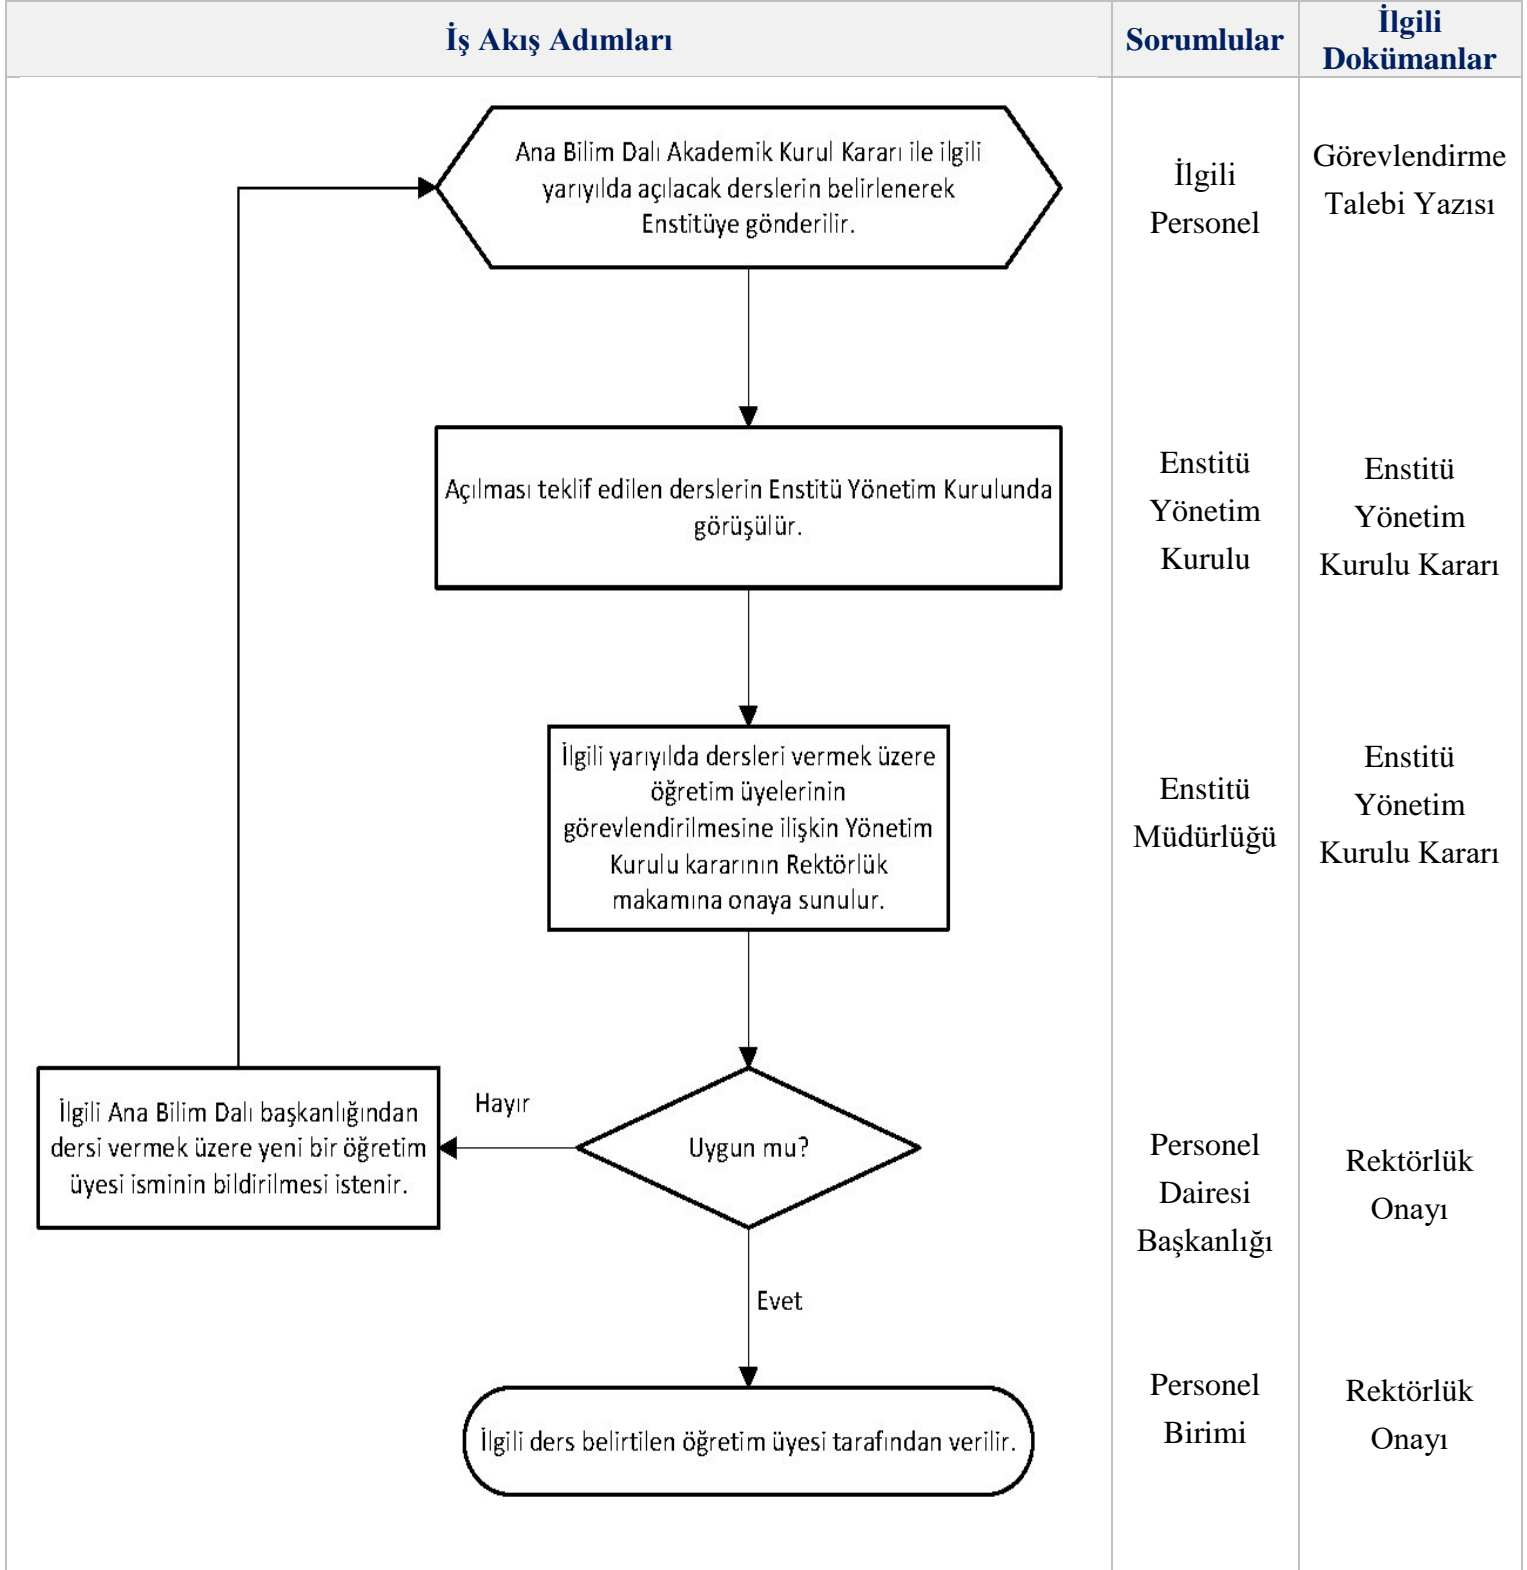 İş Akış Adımları
Sorumlular
İlgili
Dokümanlar
Ana Bilim Dalı Akademik Kurul Kararı ile ilgili
yarıyılda açılacak derslerin belirlenerek
Enstitüye gönderilir.
İlgili
Personel
Görevlendirme
Talebi Yazısı
Açılması teklif edilen derslerin Enstitü Yönetim Kurulunda
görüşülür.
Enstitü
Yönetim
Kurulu
Enstitü
Yönetim
Kurulu Kararı
İlgili yarıyılda dersleri vermek üzere
öğretim üyelerinin
görevlendirilmesine ilişkin Yönetim
Kurulu kararının Rektörlük
makamına onaya sunulur.
Enstitü
Müdürlüğü
Enstitü
Yönetim
Kurulu Kararı
İlgili Ana Bilim Dalı başkanlığından
dersi vermek üzere yeni bir öğretim
üyesi isminin bildirilmesi istenir.
Hayır
Uygun mu?
Personel
Dairesi
Başkanlığı
Rektörlük
Onayı
Evet
İlgili ders belirtilen öğretim üyesi tarafından verilir.
Personel
Birimi
Rektörlük
Onayı